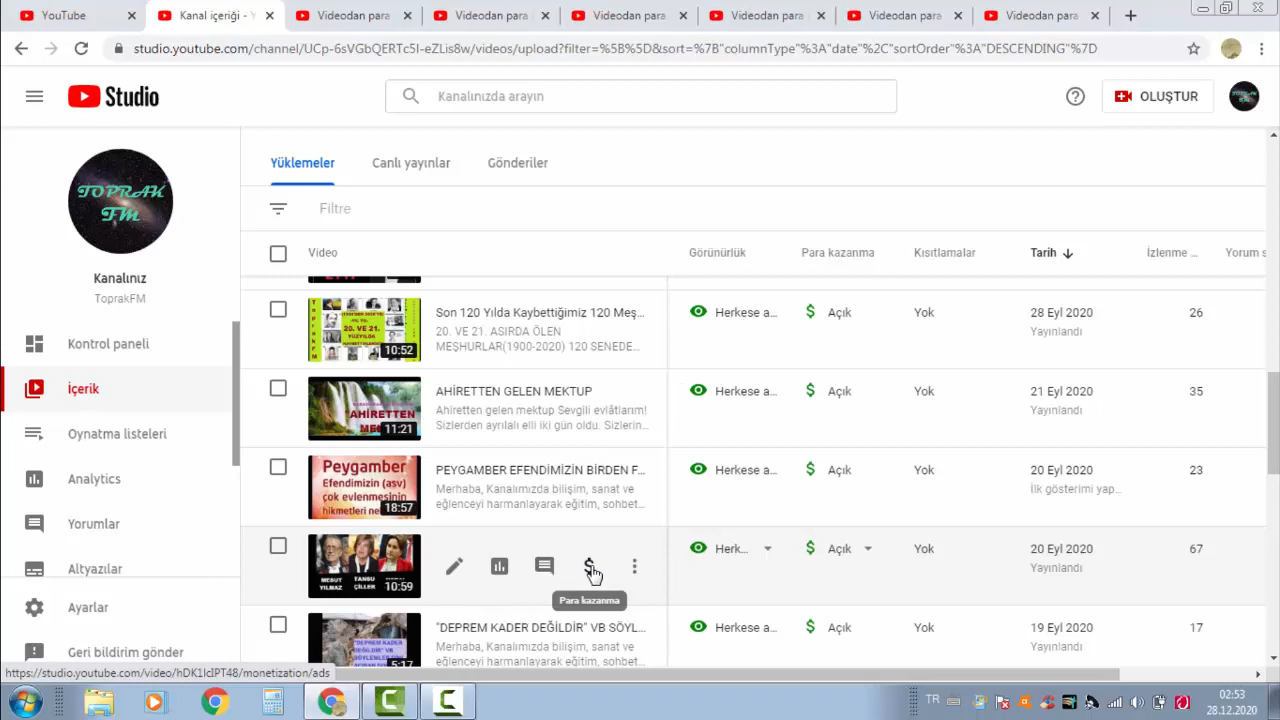 YouTube
Kanal içeriği -
Videodan para
Videodan para
Videodan para
Videodan para
Videodan para
Videodan para
studio.youtube.com/channel/UCp-6sVGbQERTc5I-eZLis8w/videos/upload?filter=%5B%5D&sort=%7B"columnType"%3A"date"%2C"sortOrder"%3A"DESCENDING"%7D
Studio
Kanalınızda arayın
OLUŞTUR
TOPRAK
FM
Kanalınız
ToprakFM
Kontrol paneli
İçerik
Oynatma listeleri
Analytics
Yorumlar
Altyazılar
Ayarlar
Geri bildirim gönder
Yüklemeler
Canlı yayınlar
Gönderiler
Filtre
Video Görünürlük Para kazanma Kısıtlamalar Tarih İzlenme ... Yorum s
Son 120 Yılda Kaybettiğimiz 120 Meş... Herkese a... Açık Yok 28 Eyl 2020 26
20. VE 21. ASIRDA ÖLEN Yayınlandı
MEŞHURLAR(1900-2020) 120 SENEDE...
20. VE 21.
10:52
AHİRETTEN GELEN MEKTUP Herkese a... Açık Yok 21 Eyl 2020 35
Ahiretten gelen mektup Sevgili evlâtlarım! Yayınlandı
Sizlerden ayrılalı elli iki gün oldu. Sizlerin...
AHİRETTEN
11:21
PEYGAMBER EFENDİMİZİN BİRDEN F... Herkese a... Açık Yok 20 Eyl 2020 23
Merhaba, Kanalımızda bilişim, sanat ve İlk gösterimi yap...
eğlenceyi harmanlayarak eğitim, sohbet...
Peygamber
Efendimizin (asv)
çok evlenmesinin
hikmetleri ne
18:57
Herk... Açık Yok 20 Eyl 2020 67
Yayınlandı
MESUT
YILMAZ
TANSU
ÇİLLER
10:59
Para kazanma
"DEPREM KADER DEĞİLDİR" VB SÖYL... Herkese a... Açık Yok 19 Eyl 2020 17
Merhaba, Kanalımızda bilişim, sanat ve Yayınlandı
eğlenceyi harmanlayarak eğitim, sohbet...
"DEPREM KADER
DEĞİLDİR" VB
5:17
https://studio.youtube.com/video/hDK1IcIPT48/monetization/ads
TR
02:53
28.12.2020